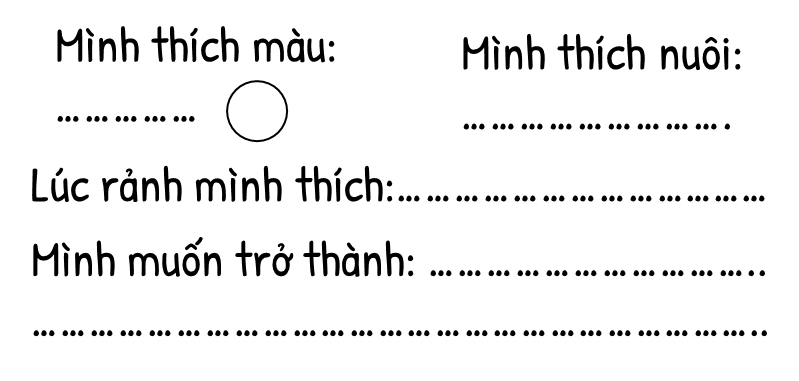 Mình thích màu:
… … … … …
Mình thích nuôi:
… … … … … … … … … .
Lúc rảnh mình thích:… … … … … … … … … … … … …
Mình muốn trở thành: … … … … … … … … … … …..
… … … … … … … … … … … … … … … … … … … … … … … … …..